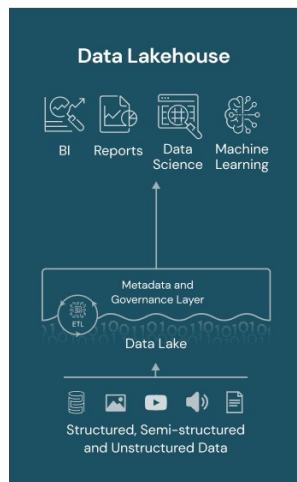 Data Lakehouse
BI
Reports
Data
Science
Machine
Learning
Metadata and
Governance Layer
ETL
Data Lake
Structured, Semi-structured
and Unstructured Data